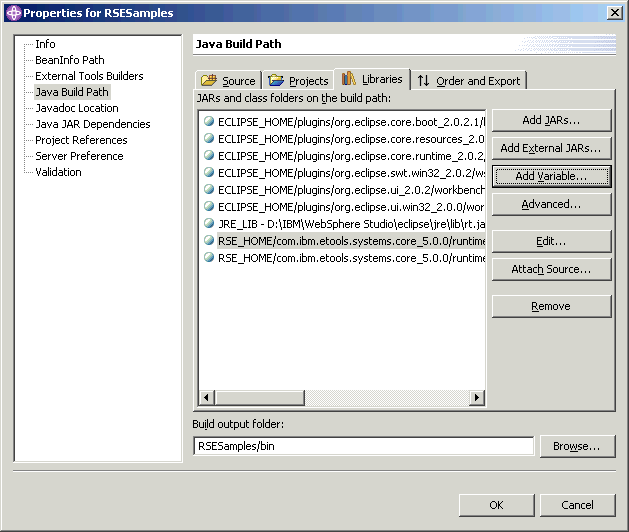 Properties for RSESamples
Info
BeanInfo Path
External Tools Builders
Java Build Path
Javadoc Location
Java JAR Dependencies
Project References
Server Preference
Validation
Java Build Path
Source Projects Libraries Order and Export
JARs and class folders on the build path:
ECLIPSE_HOME/plugins/org.eclipse.core.boot_2.0.2.1/
ECLIPSE_HOME/plugins/org.eclipse.core.resources_2.0
ECLIPSE_HOME/plugins/org.eclipse.core.runtime_2.0.2,
ECLIPSE_HOME/plugins/org.eclipse.swt.win32_2.0.2/ws
ECLIPSE_HOME/plugins/org.eclipse.ui_2.0.2/workbench
ECLIPSE_HOME/plugins/org.eclipse.ui.win32_2.0.0/wor
JRE_LIB - D:\IBM\WebSphere Studio\eclipse\jre\lib\rt.ja
RSE_HOME/com.ibm.etools.systems.core_5.0.0/runtime
RSE_HOME/com.ibm.etools.systems.core_5.0.0/runtime
Add JARs...
Add External JARs...
Add Variable...
Advanced...
Edit...
Attach Source...
Remove
Build output folder:
RSESamples/bin
Browse...
OK
Cancel